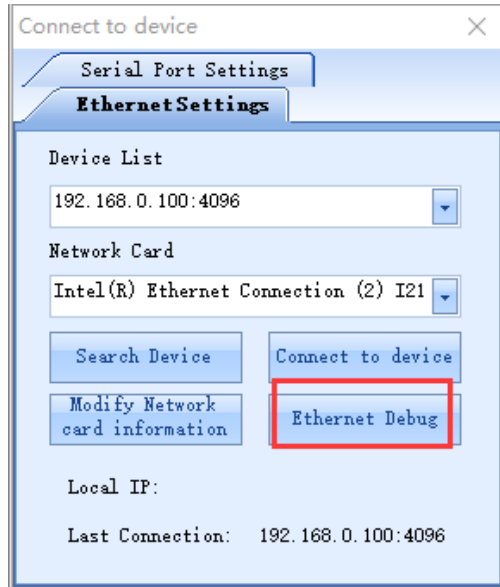 Connect to device
Serial Port Settings
EthernetSettings
Device List
192.168.0.100:4096
Network Card
Intel(R) Ethernet Connection (2) I21
Search Device
Connect to device
Modify Network
card information
Ethernet Debug
Local IP:
Last Connection: 192.168.0.100:4096